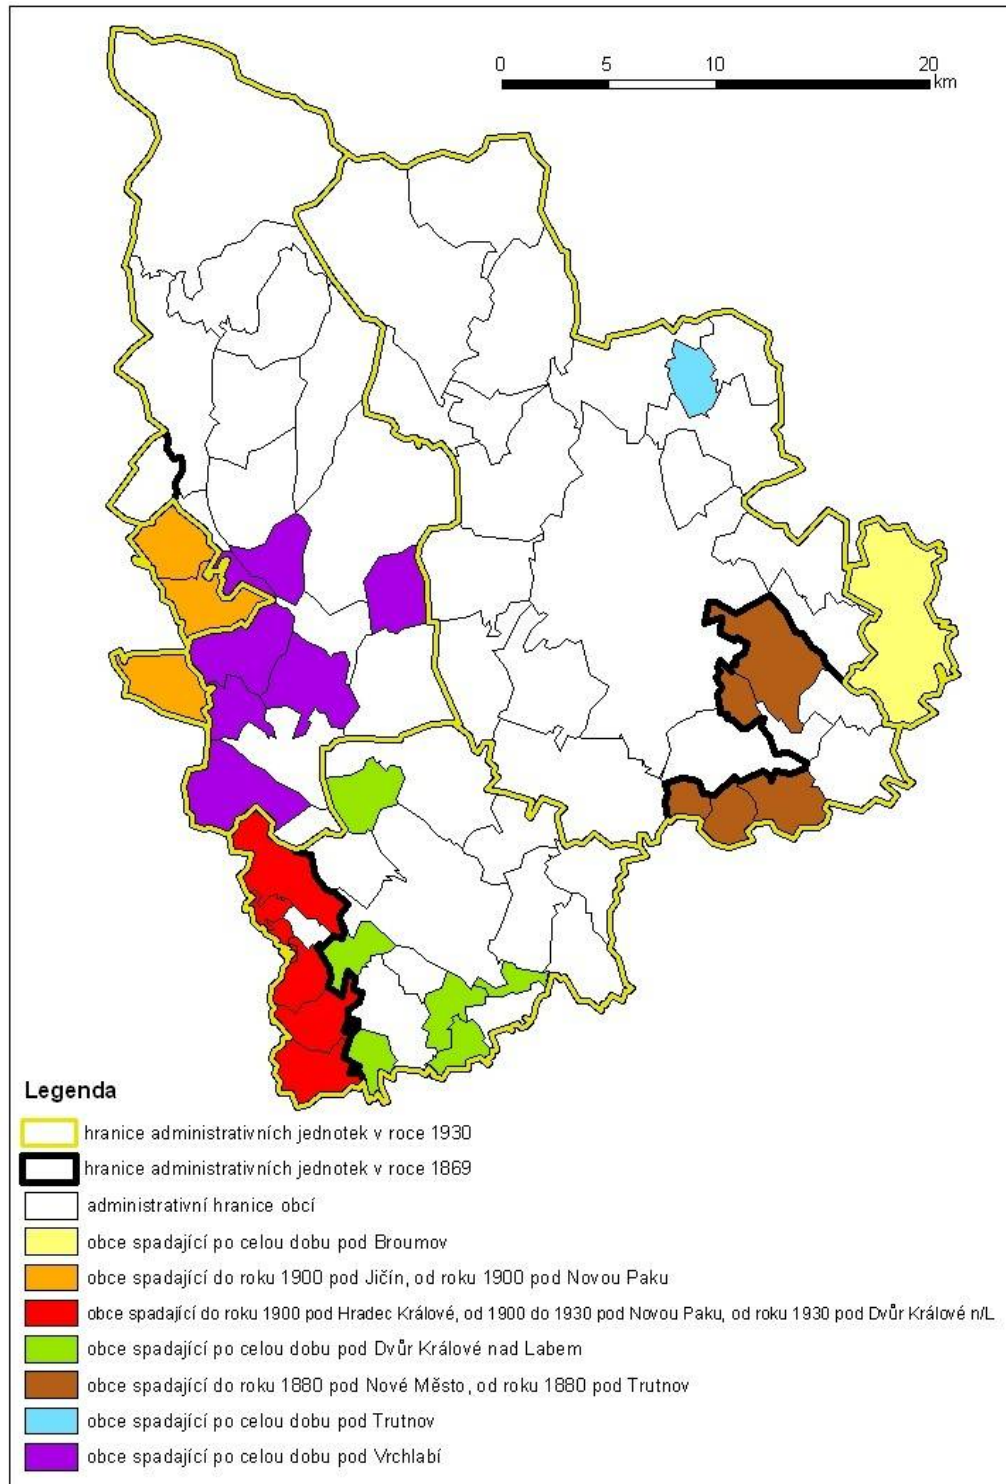 0 5 10 20
km
Legenda
hranice administrativních jednotek v roce 1930
hranice administrativních jednotek v roce 1869
administrativní hranice obcí
obce spadající po celou dobu pod Broumov
obce spadající do roku 1900 pod Jičín, od roku 1900 pod Novou Paku
obce spadající do roku 1900 pod Hradec Králové, od 1900 do 1930 pod Novou Paku, od roku 1930 pod Dvůr Králové n/L
obce spadající po celou dobu pod Dvůr Králové nad Labem
obce spadající do roku 1880 pod Nové Město, od roku 1880 pod Trutnov
obce spadající po celou dobu pod Trutnov
obce spadající po celou dobu pod Vrchlabí